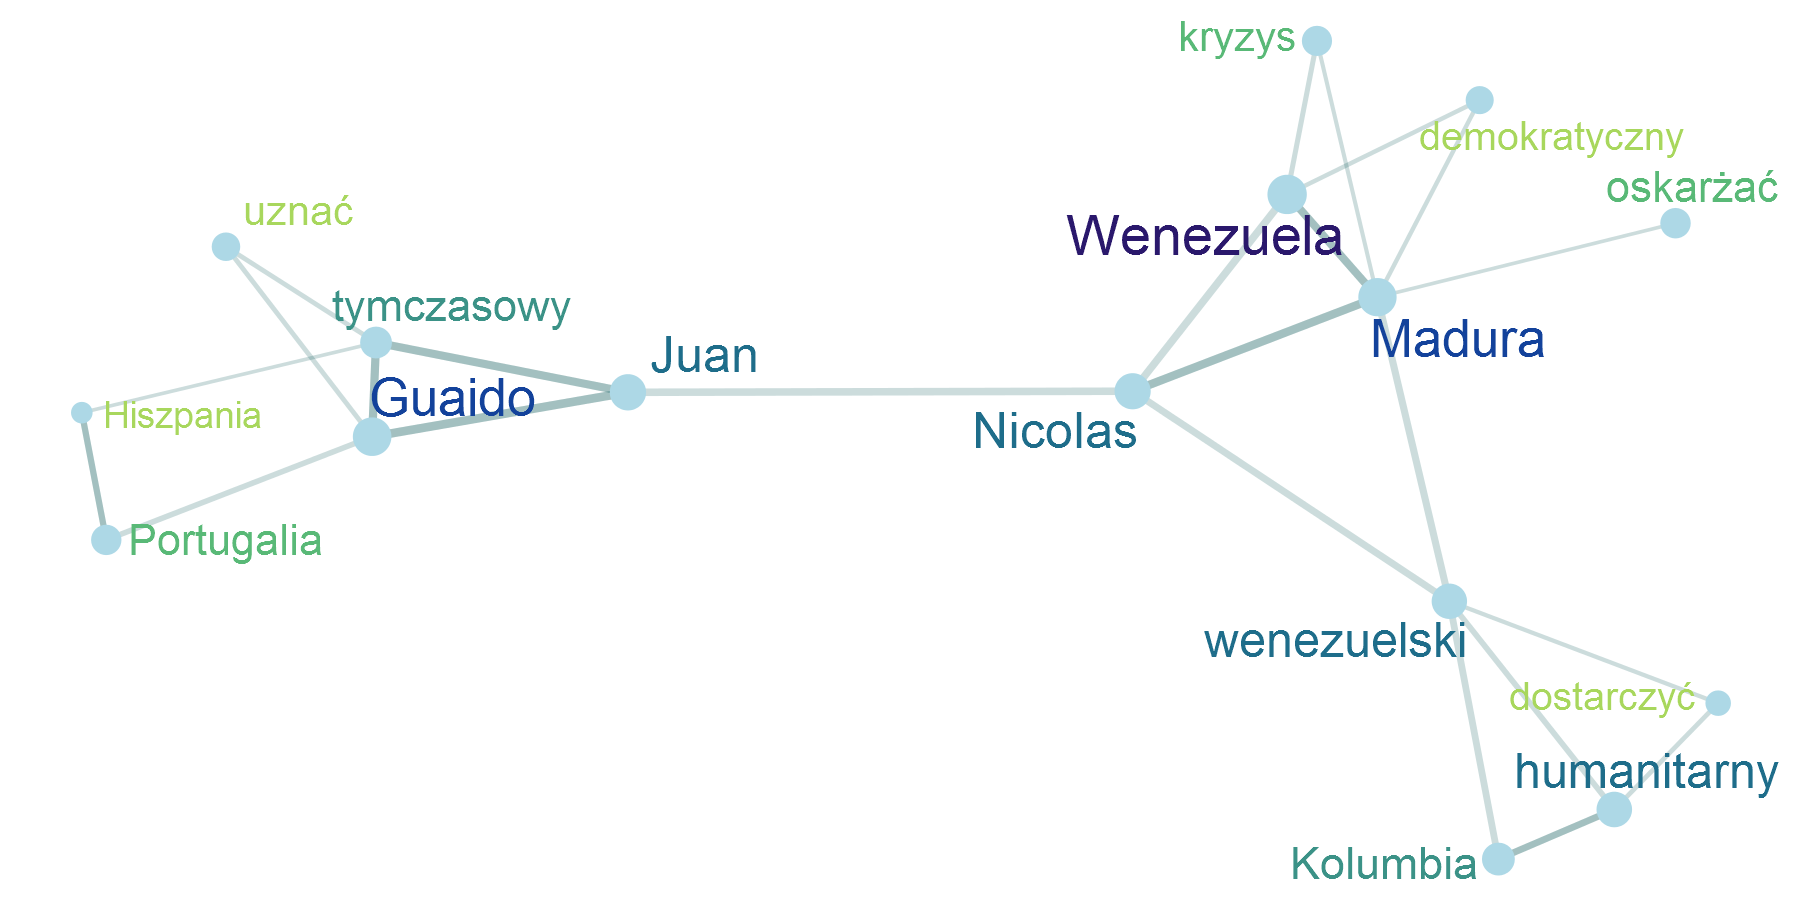 kryzys
demokratyczny
oskarżać
uznać
Wenezuela
tymczasowy
Madura
Juan
Guaido
Hiszpania
Nicolas
Portugalia
wenezuelski
dostarczyć
humanitarny
Kolumbia